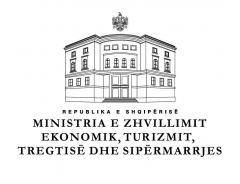 REPUBLIKA E SHQIPËRISË
MINISTRIA E ZHVILLIMIT
EKONOMIK, TURIZMIT,
TREGTISË DHE SIPËRMARRJES